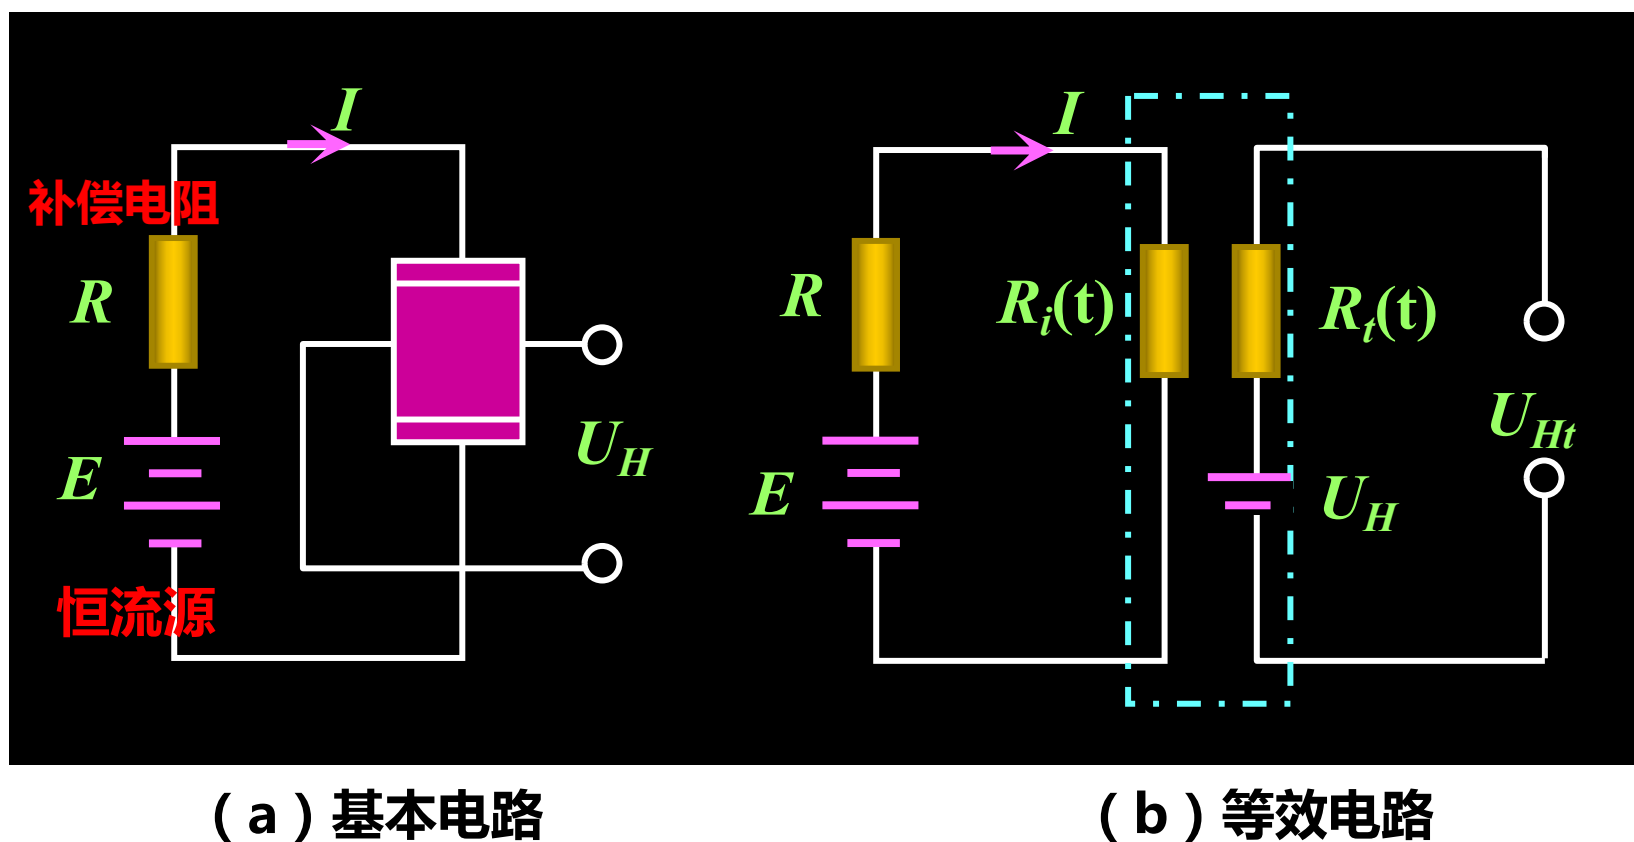 I
补偿电阻
R
E
恒流源
U_H
I
R
R_i(t)
R_t(t)
E
U_H
U_Ht
（a）基本电路
（b）等效电路